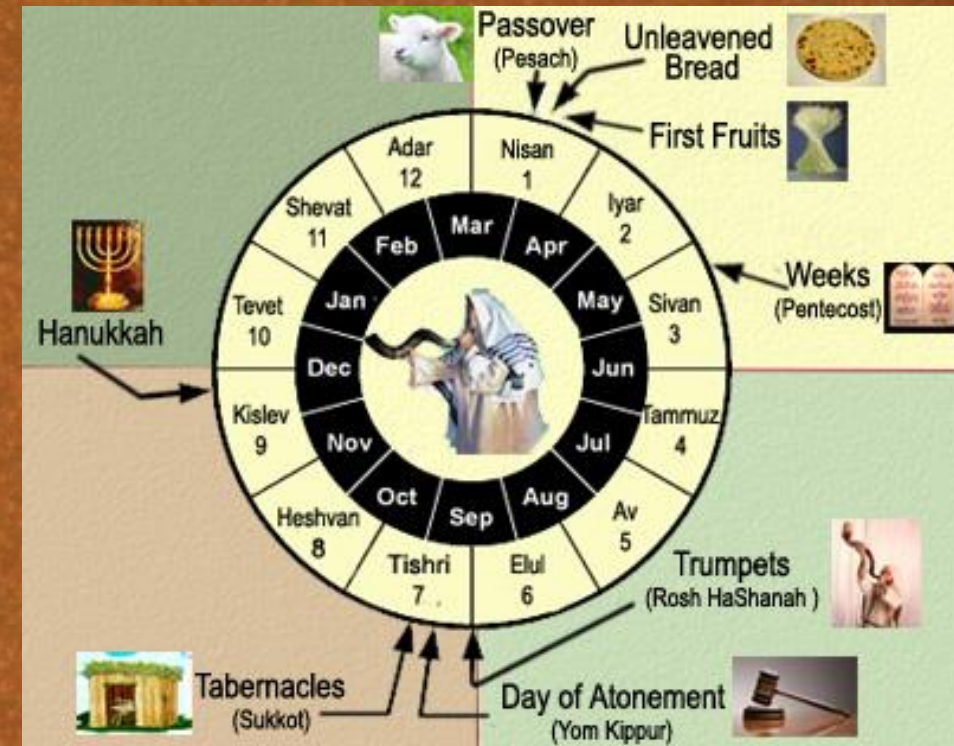 Passover
(Pesach)
Unleavened
Bread
First Fruits
Weeks
(Pentecost)
Trumpets
(Rosh HaShanah )
Day of Atonement
(Yom Kippur)
Tabernacles
(Sukkot)
Hanukkah
Nisan
1
Iyar
2
Sivan
3
Tammuz
4
Av
5
Elul
6
Tishri
7
Heshvan
8
Kislev
9
Tevet
10
Shevat
11
Adar
12
Mar
Apr
May
Jun
Jul
Aug
Sep
Oct
Nov
Dec
Jan
Feb